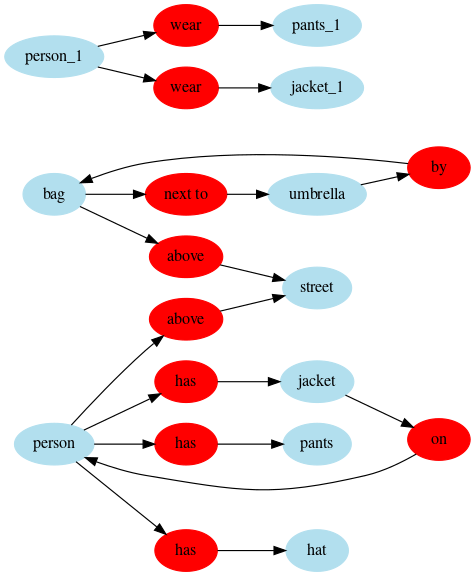 person_1
wear
pants_1
wear
jacket_1
bag
next to
umbrella
by
above
street
above
person
has
jacket
has
pants
on
has
hat